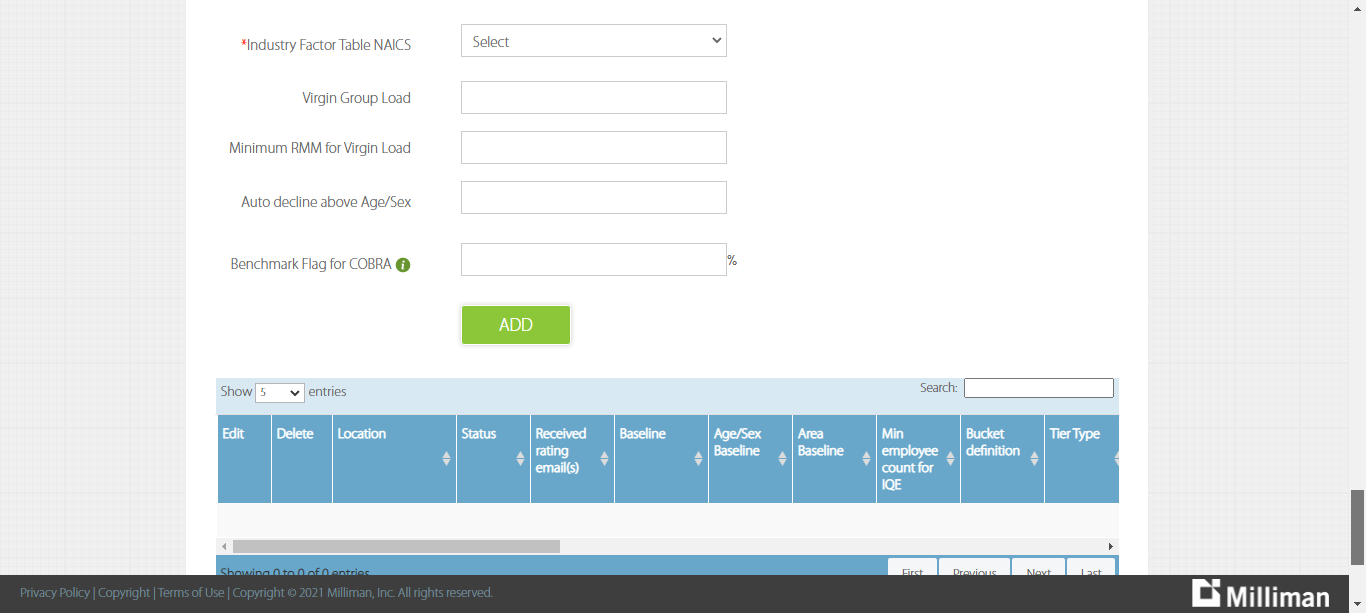 *Industry Factor Table NAICS
Select
Virgin Group Load
Minimum RMM for Virgin Load
Auto decline above Age/Sex
Benchmark Flag for COBRA i
%
ADD
Show 5 entries
Search:
Edit
Delete
Location
Status
Received
rating
email(s)
Baseline
Age/Sex
Baseline
Area
Baseline
Min
employee
count for
IQE
Bucket
definition
Tier Type
Showing 0 to 0 of 0 entries
First
Previous
Next
Last
Privacy Policy | Copyright | Terms of Use | Copyright © 2021 Milliman, Inc. All rights reserved.
Milliman